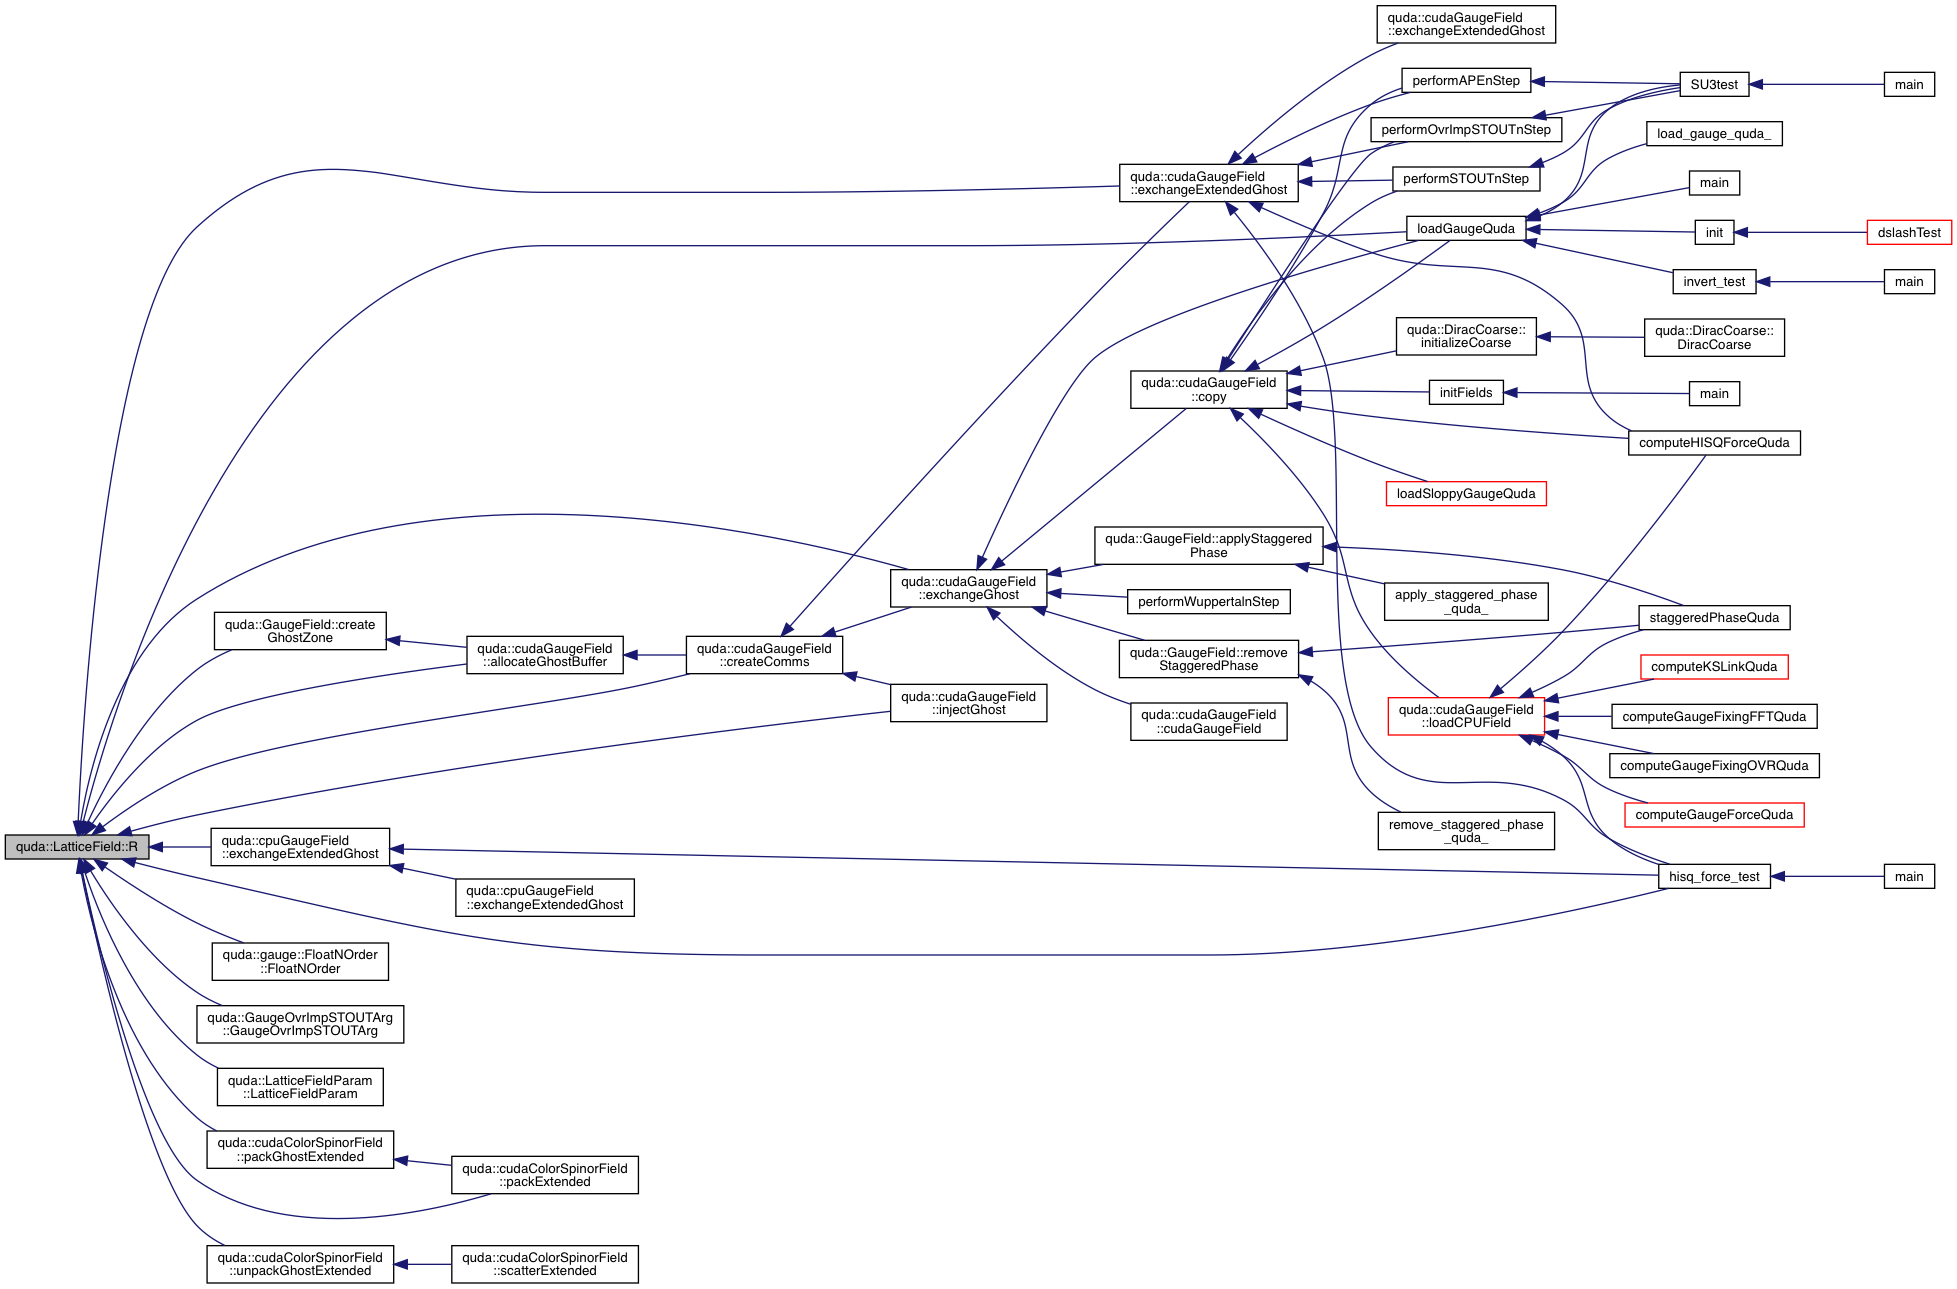 quda::cudaGaugeField
::exchangeExtendedGhost
performAPEnStep
SU3test
main
performOvrImpSTOUTnStep
load_gauge_quda_
quda::cudaGaugeField
::exchangeExtendedGhost
performSTOUTnStep
main
loadGaugeQuda
init
dslashTest
invert_test
main
quda::DiracCoarse::
initializeCoarse
quda::DiracCoarse::
DiracCoarse
quda::cudaGaugeField
::copy
initFields
main
computeHISQForceQuda
loadSloppyGaugeQuda
quda::GaugeField::applyStaggered
Phase
quda::cudaGaugeField
::exchangeGhost
performWuppertalnStep
apply_staggered_phase
_quda_
staggeredPhaseQuda
quda::GaugeField::create
GhostZone
quda::cudaGaugeField
::allocateGhostBuffer
quda::cudaGaugeField
::createComms
quda::GaugeField::remove
StaggeredPhase
computeKSLinkQuda
quda::cudaGaugeField
::injectGhost
quda::cudaGaugeField
::cudaGaugeField
quda::cudaGaugeField
::loadCPUField
computeGaugeFixingFFTQuda
computeGaugeFixingOVRQuda
computeGaugeForceQuda
remove_staggered_phase
_quda_
quda::LatticeField::R
quda::cpuGaugeField
::exchangeExtendedGhost
hisq_force_test
main
quda::cpuGaugeField
::exchangeExtendedGhost
quda::gauge::FloatNOrder
::FloatNOrder
quda::GaugeOvrImpSTOUTArg
::GaugeOvrImpSTOUTArg
quda::LatticeFieldParam
::LatticeFieldParam
quda::cudaColorSpinorField
::packGhostExtended
quda::cudaColorSpinorField
::packExtended
quda::cudaColorSpinorField
::unpackGhostExtended
quda::cudaColorSpinorField
::scatterExtended